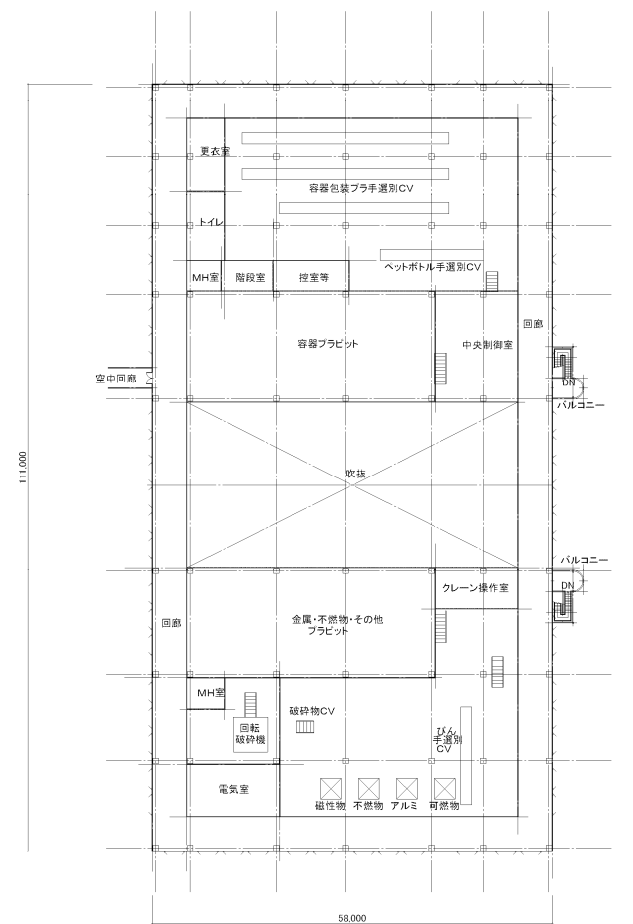 更衣室
容器包装プラ手選別CV
トイレ
ペットボトル手選別CV
MH室
階段室
控室等
回廊
容器プラピット
中央制御室
空中回廊
DN
バルコニー
吹抜
111,000
バルコニー
クレーン操作室
DN
回廊
金属・不燃物・その他
プラピット
MH室
破砕物CV
回転
破砕機
びん
手選別
CV
電気室
磁性物
不燃物
アルミ
可燃物
58,000